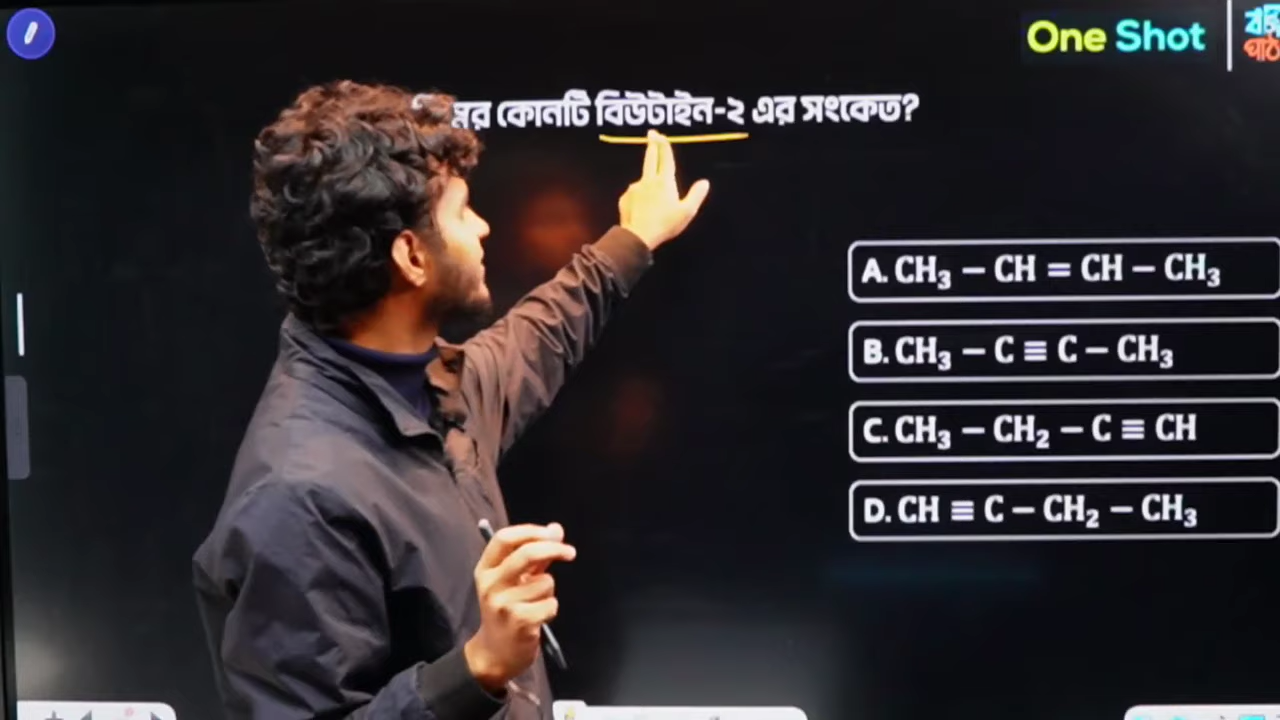 One Shot
কোনটি বিউটাইন-২ এর সংকেত?
A. CH₃ – CH = CH – CH₃
B. CH₃ – C ≡ C – CH₃
C. CH₃ – CH₂ – C ≡ CH
D. CH ≡ C – CH₂ – CH₃